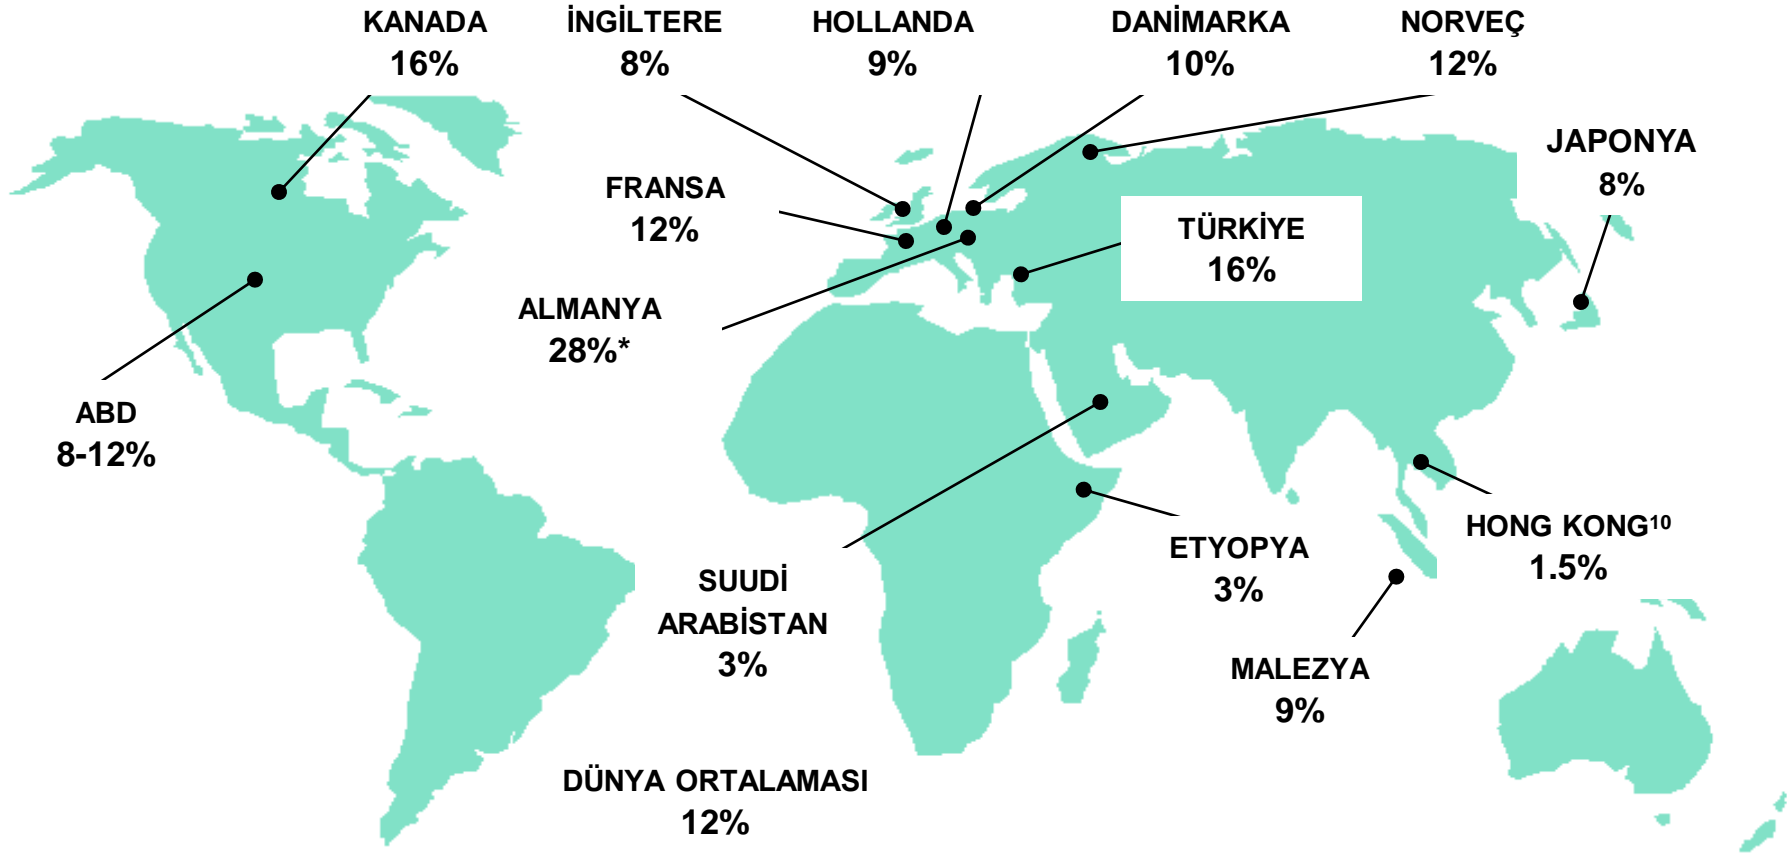 KANADA
16%
İNGİLTERE
8%
HOLLANDA
9%
DANİMARKA
10%
NORVEÇ
12%
JAPONYA
8%
FRANSA
12%
TÜRKİYE
16%
ALMANYA
28%*
ABD
8-12%
HONG KONG¹⁰
1.5%
ETYOPYA
3%
SUUDİ
ARABİSTAN
3%
MALEZYA
9%
DÜNYA ORTALAMASI
12%